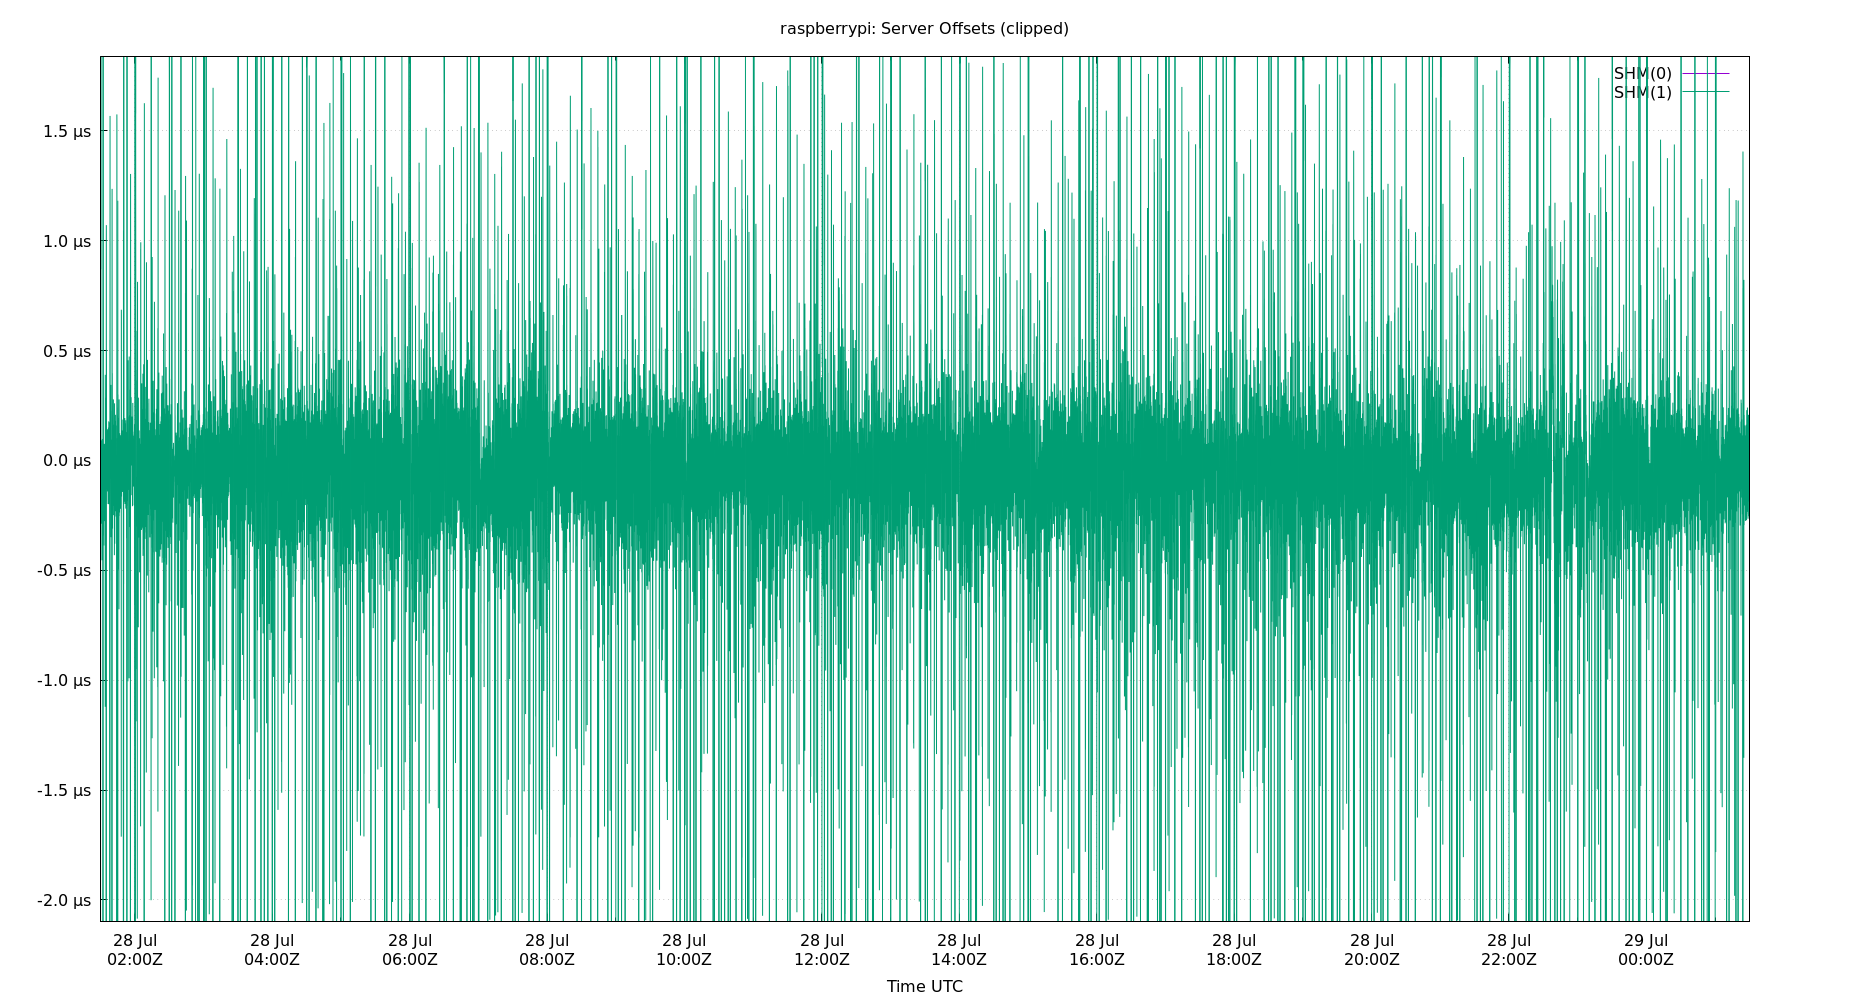 raspberrypi: Server Offsets (clipped)
SHM(0)
SHM(1)
1.5 µs
1.0 µs
0.5 µs
0.0 µs
-0.5 µs
-1.0 µs
-1.5 µs
-2.0 µs
28 Jul 28 Jul 28 Jul 28 Jul 28 Jul 28 Jul 28 Jul 28 Jul 28 Jul 28 Jul 28 Jul 29 Jul
02:00Z 04:00Z 06:00Z 08:00Z 10:00Z 12:00Z 14:00Z 16:00Z 18:00Z 20:00Z 22:00Z 00:00Z
Time UTC